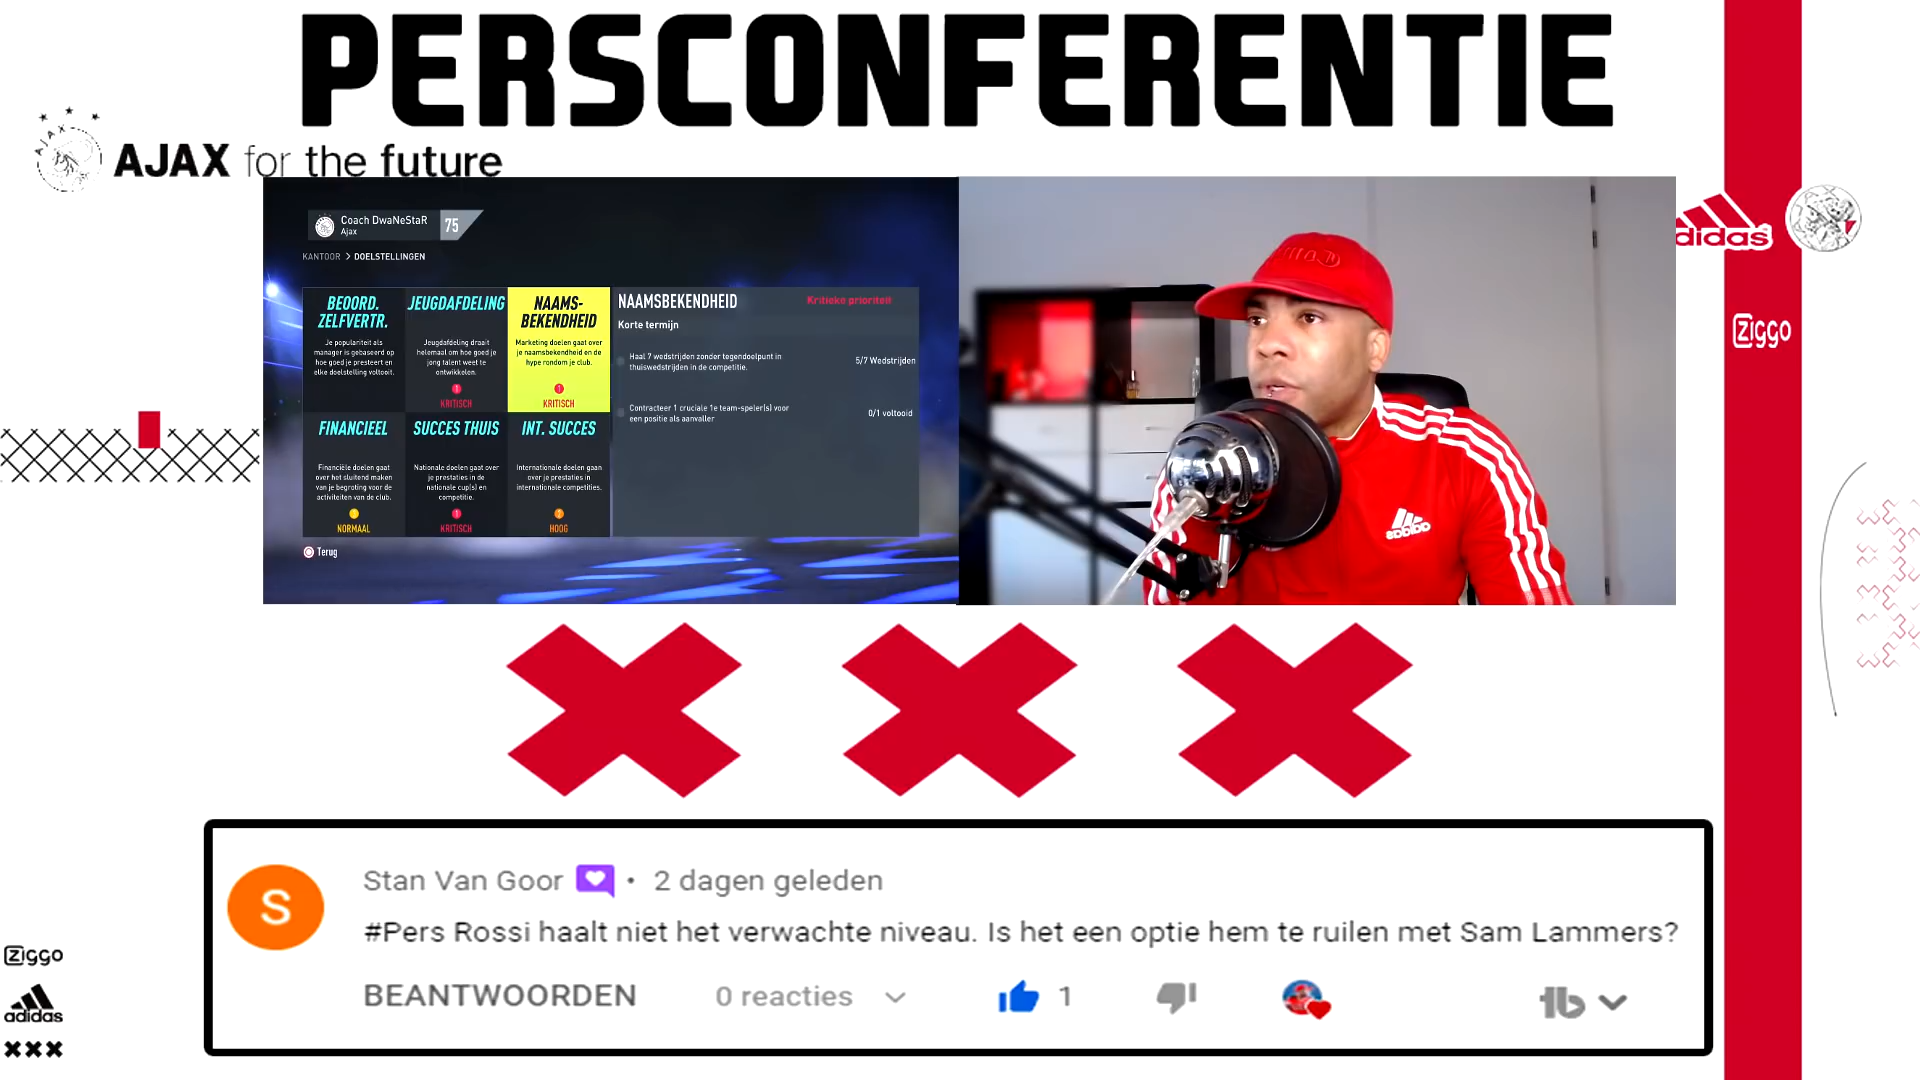 PERSCONFERENTIE
AJAX
AJAX for the future
Coach DwaNeStaR
Ajax
75
KANTOOR > DOELSTELLINGEN
BEOORD.
ZELFVERTR.
Je populariteit als
manager is gebaseerd op
hoe goed je presteert en
elke doelstelling voltooit.
JEUGDAFDELING
Jeugdafdeling draait
helemaal om hoe goed je
jong talent weet te
ontwikkelen.
KRITISCH
NAAMS-
BEKENDHEID
Marketing doelen gaat over
je naamsbekendheid en de
hype rondom je club.
KRITISCH
FINANCIEEL
Financiële doelen gaat
over het sluitend maken
van je begroting voor de
activiteiten van de club.
NORMAAL
SUCCES THUIS
Nationale doelen gaat over
je prestaties in de
nationale cup(s) en
competitie.
KRITISCH
INT. SUCCES
Internationale doelen gaan
over je prestaties in
internationale competities.
HOOG
NAAMSBEKENDHEID
Kritieke prioriteit
Korte termijn
Haal 7 wedstrijden zonder tegendoelpunt in
thuiswedstrijden in de competitie.
5/7 Wedstrijden
Contracteer 1 cruciale 1e team-speler(s) voor
een positie als aanvaller
0/1 voltooid
Terug
adidas
adidas
Ziggo
Stan Van Goor • 2 dagen geleden
#Pers Rossi haalt niet het verwachte niveau. Is het een optie hem te ruilen met Sam Lammers?
BEANTWOORDEN 0 reacties 1
S
Ziggo
adidas